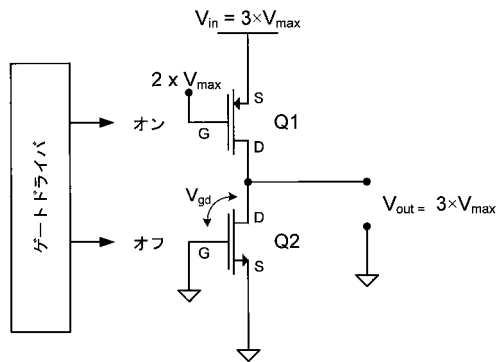 V_in = 3×V_max
2 x V_max
S
Q1
G
オン
D
ゲートドライバ
V_gd
D
V_out = 3×V_max
オフ
G
Q2
S